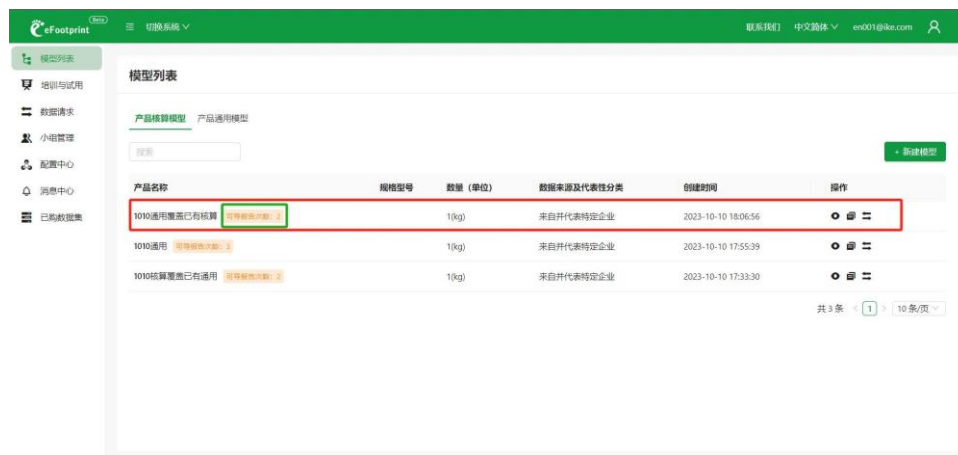 eFootprint Beta 切换系统 联系我们 中文简体 en001@ike.com
模型列表
培训与试用
数据请求
小组管理
配置中心
消息中心
已购数据集
模型列表
产品核算模型 产品通用模型
搜索
+ 新建模型
产品名称 规格型号 数量（单位） 数据来源及代表性分类 创建时间 操作
1010通用覆盖已有核算 可导报告次数：2 1(kg) 来自并代表特定企业 2023-10-10 18:06:56
1010通用 可导报告次数：3 1(kg) 来自并代表特定企业 2023-10-10 17:55:39
1010核算覆盖已有通用 可导报告次数：2 1(kg) 来自并代表特定企业 2023-10-10 17:33:30
共 3 条 < 1 > 10 条/页